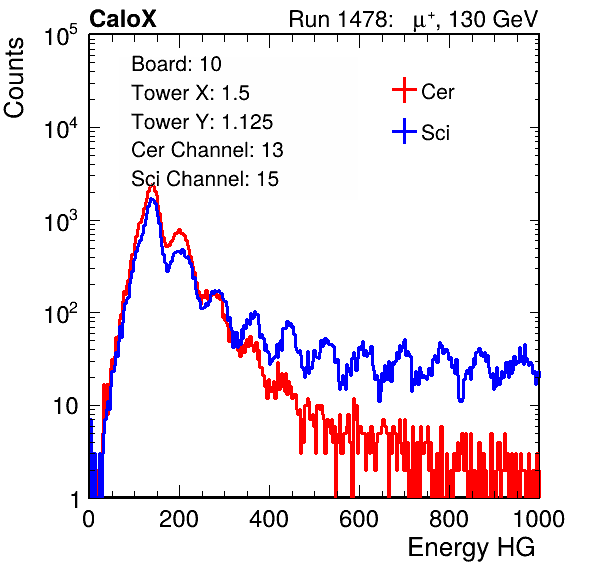 CaloX Run 1478: μ⁺, 130 GeV
Counts
10⁵
10⁴
10³
10²
10
1
Board: 10
Tower X: 1.5
Tower Y: 1.125
Cer Channel: 13
Sci Channel: 15
Cer
Sci
0 200 400 600 800 1000
Energy HG